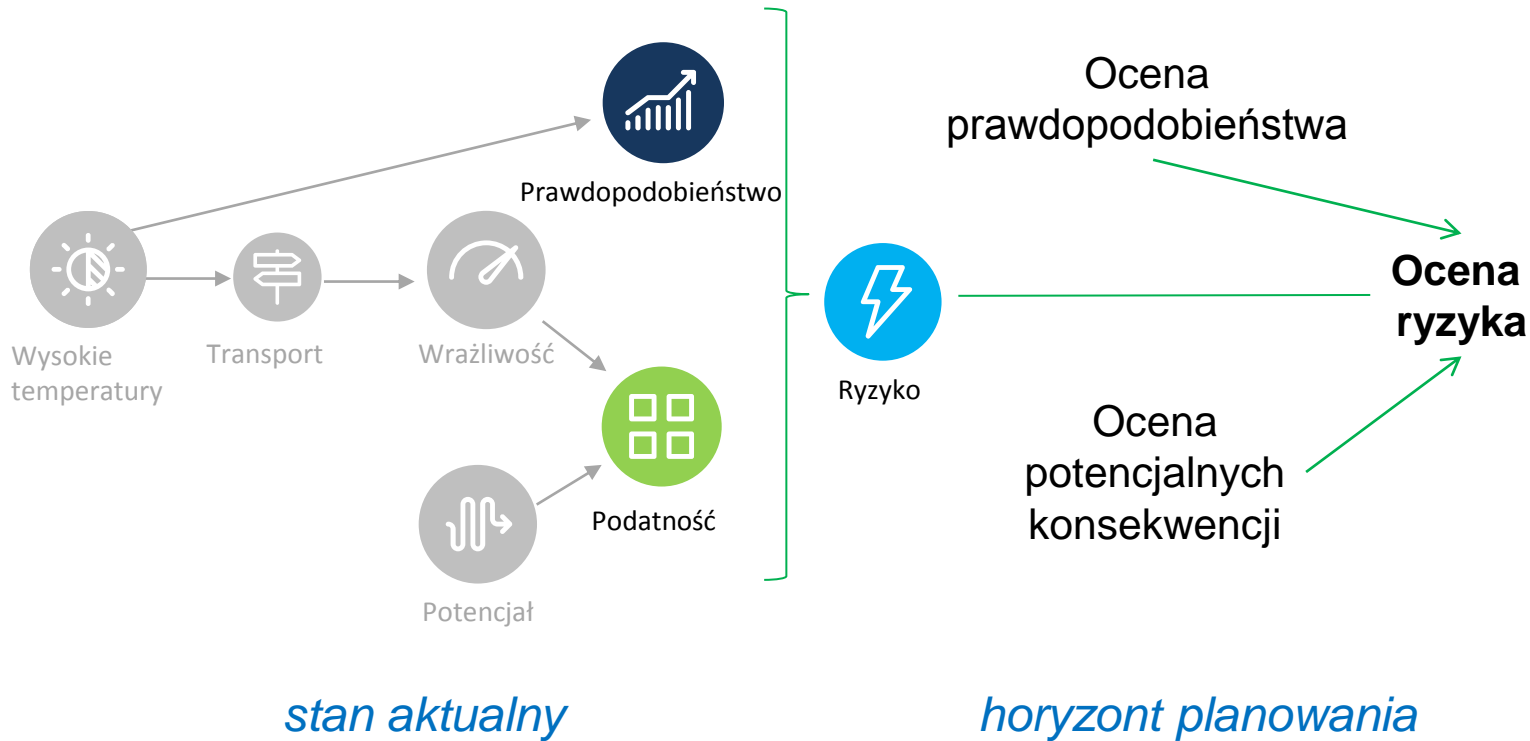 Prawdopodobieństwo
Wysokie
temperatury
Transport
Wrażliwość
Podatność
Potencjał
Ryzyko
Ocena
prawdopodobieństwa
Ocena
ryzyka
Ocena
potencjalnych
konsekwencji
stan aktualny
horyzont planowania